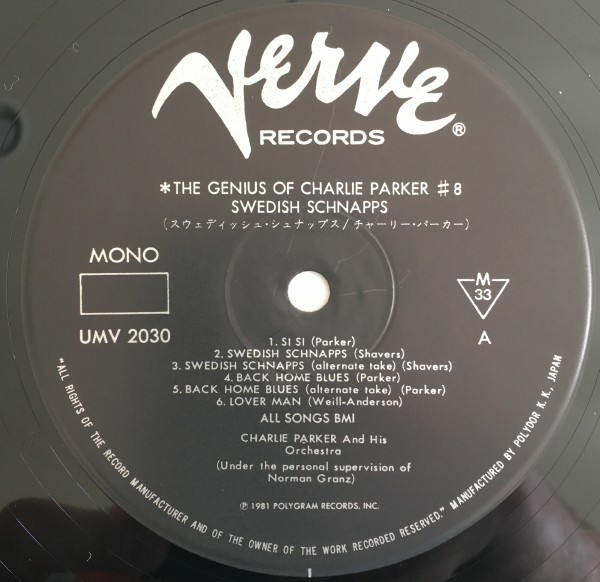 Verve
RECORDS ®
*THE GENIUS OF CHARLIE PARKER #8
SWEDISH SCHNAPPS
(スウェディッシュ・シュナップス/チャーリー・パーカー)
MONO
UMV 2030
M
33
A
1. SI SI (Parker)
2. SWEDISH SCHNAPPS (Shavers)
3. SWEDISH SCHNAPPS (alternate take) (Shavers)
4. BACK HOME BLUES (Parker)
5. BACK HOME BLUES (alternate take) (Parker)
6. LOVER MAN (Weill-Anderson)
ALL SONGS BMI
CHARLIE PARKER And His
Orchestra
(Under the personal supervision of
Norman Granz)
℗ 1981 POLYGRAM RECORDS, INC.
"ALL RIGHTS OF THE RECORD MANUFACTURER AND OF THE OWNER OF THE WORK RECORDED RESERVED." MANUFACTURED BY POLYDOR K.K., JAPAN